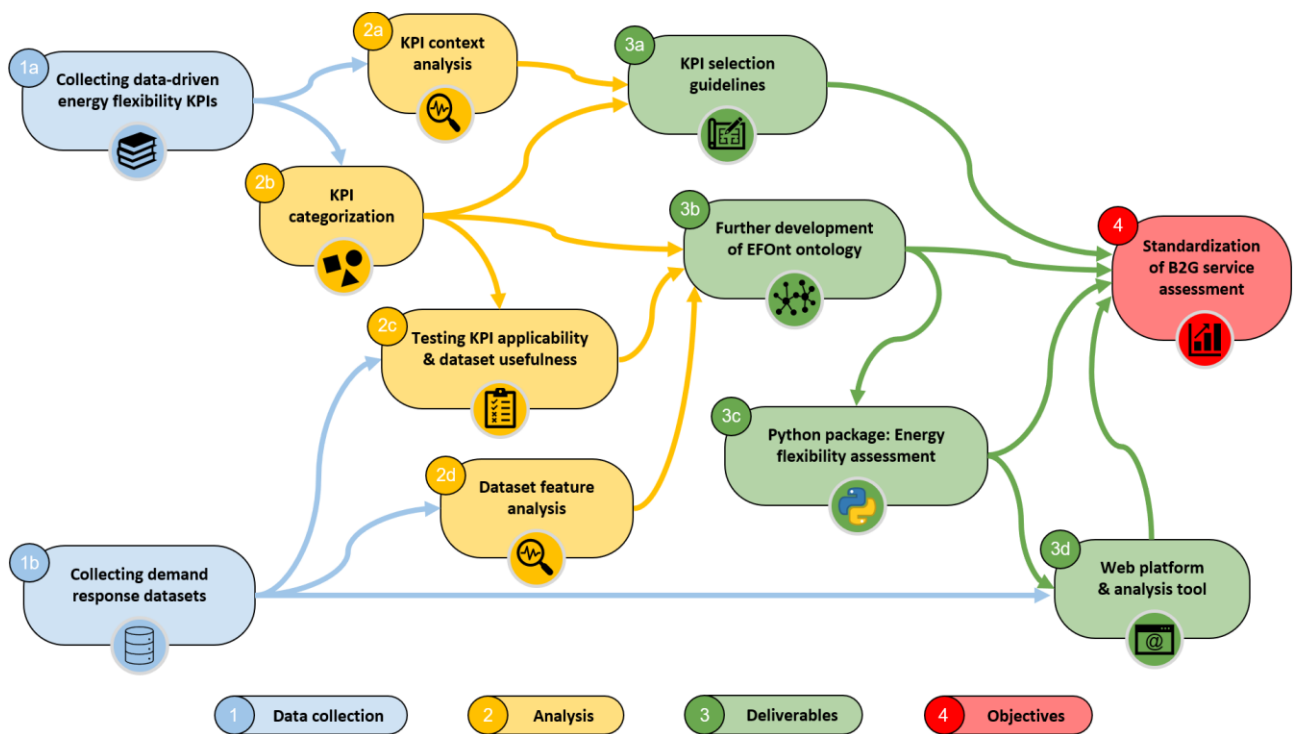 1a
Collecting data-driven
energy flexibility KPIs
2a
KPI context
analysis
3a
KPI selection
guidelines
2b
KPI
categorization
3b
Further development
of EFOnt ontology
4
Standardization
of B2G service
assessment
2c
Testing KPI applicability
& dataset usefulness
3c
Python package: Energy
flexibility assessment
2d
Dataset feature
analysis
1b
Collecting demand
response datasets
3d
Web platform
& analysis tool
@
1 Data collection
2 Analysis
3 Deliverables
4 Objectives